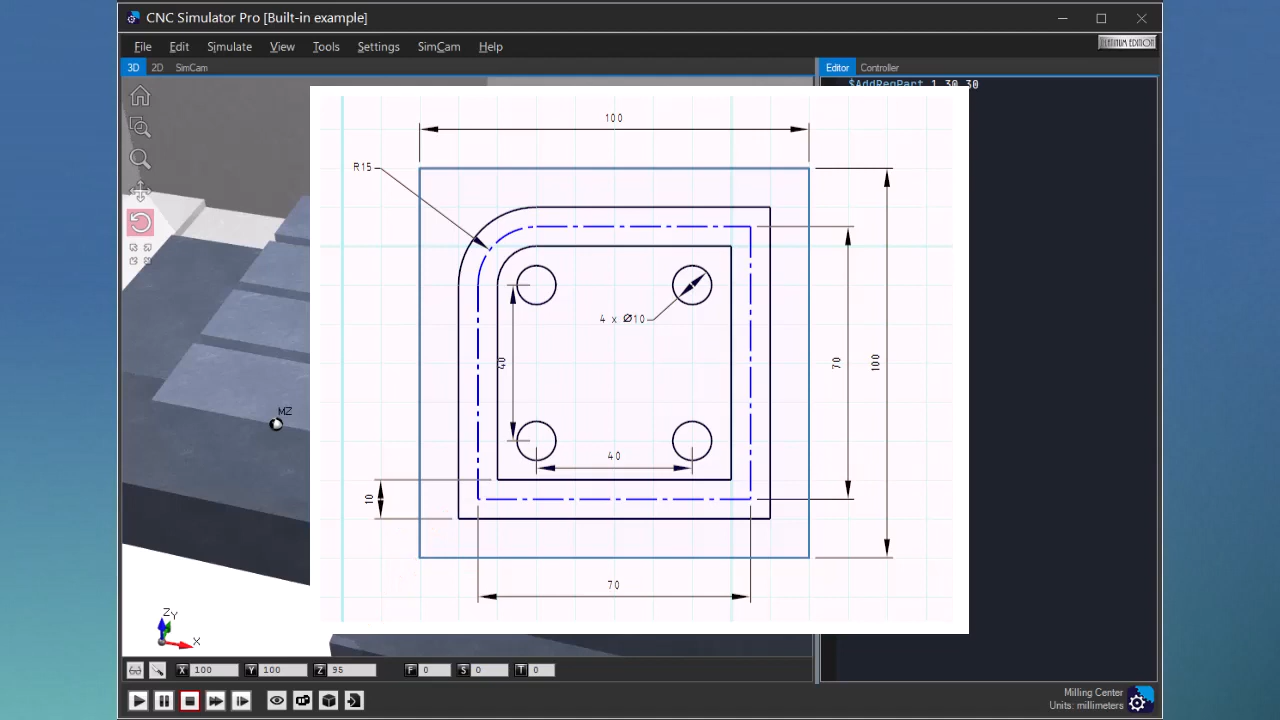 CNC Simulator Pro [Built-in example]
File Edit Simulate View Tools Settings SimCam Help
PLATINUM EDITION
3D 2D SimCam
Editor Controller
$AddRegPart 1 30 30
100
R15
4 x Ø10
40
70
100
40
10
70
MZ
Z Y
X
X 100 Y 100 Z 95 F 0 S 0 T 0
Milling Center
Units: millimeters